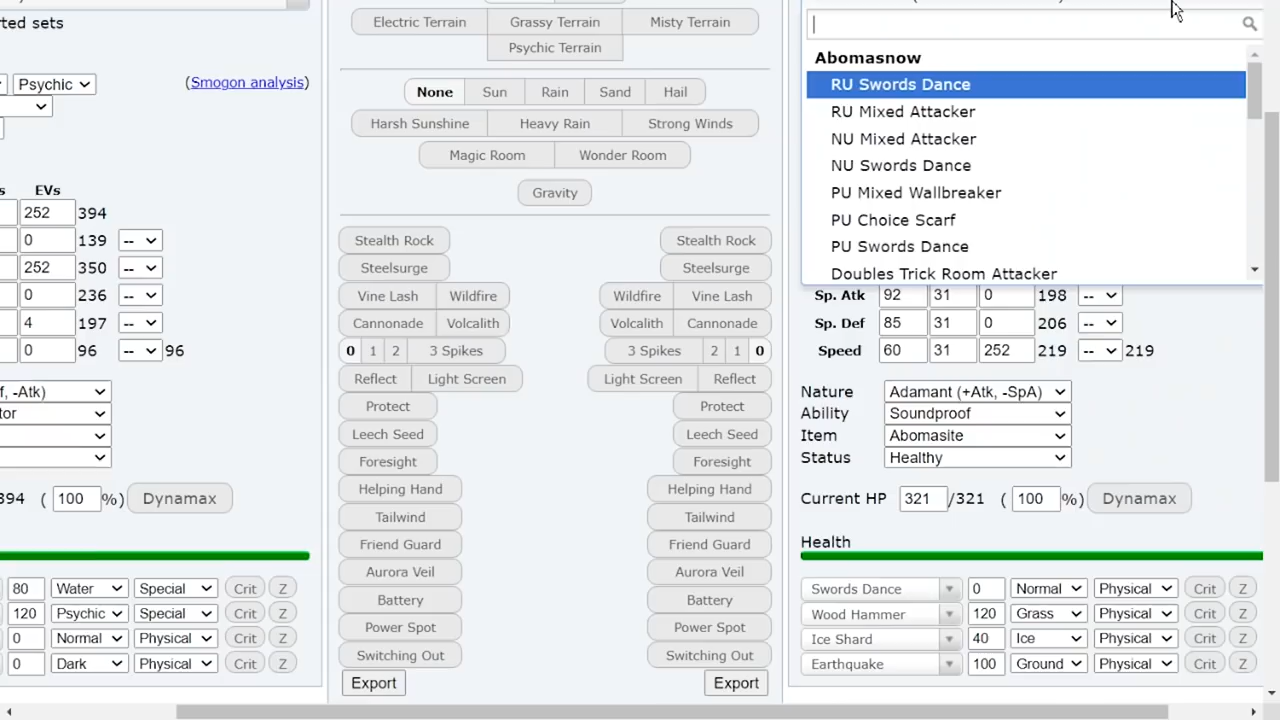 rted sets
Psychic
(Smogon analysis)
s EVs
252 394
0 139 --
252 350 --
0 236 --
4 197 --
0 96 -- 96
f, -Atk)
tor
394 ( 100 %) Dynamax
80 Water Special Crit Z
120 Psychic Special Crit Z
0 Normal Physical Crit Z
0 Dark Physical Crit Z
Electric Terrain Grassy Terrain Misty Terrain
Psychic Terrain
None Sun Rain Sand Hail
Harsh Sunshine Heavy Rain Strong Winds
Magic Room Wonder Room
Gravity
Stealth Rock Stealth Rock
Steelsurge Steelsurge
Vine Lash Wildfire Wildfire Vine Lash
Cannonade Volcalith Volcalith Cannonade
0 1 2 3 Spikes 3 Spikes 2 1 0
Reflect Light Screen Light Screen Reflect
Protect Protect
Leech Seed Leech Seed
Foresight Foresight
Helping Hand Helping Hand
Tailwind Tailwind
Friend Guard Friend Guard
Aurora Veil Aurora Veil
Battery Battery
Power Spot Power Spot
Switching Out Switching Out
Export Export
Abomasnow
RU Swords Dance
RU Mixed Attacker
NU Mixed Attacker
NU Swords Dance
PU Mixed Wallbreaker
PU Choice Scarf
PU Swords Dance
Doubles Trick Room Attacker
Sp. Atk 92 31 0 198 --
Sp. Def 85 31 0 206 --
Speed 60 31 252 219 -- 219
Nature Adamant (+Atk, -SpA)
Ability Soundproof
Item Abomasite
Status Healthy
Current HP 321 /321 ( 100 %) Dynamax
Health
Swords Dance 0 Normal Physical Crit Z
Wood Hammer 120 Grass Physical Crit Z
Ice Shard 40 Ice Physical Crit Z
Earthquake 100 Ground Physical Crit Z